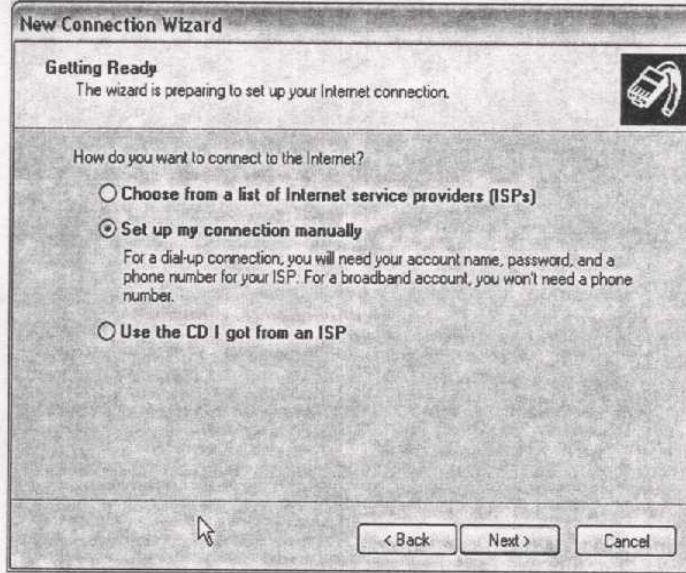 New Connection Wizard
Getting Ready
The wizard is preparing to set up your Internet connection.
How do you want to connect to the Internet?
Choose from a list of Internet service providers (ISPs)
Set up my connection manually
For a dial-up connection, you will need your account name, password, and a
phone number for your ISP. For a broadband account, you won't need a phone
number.
Use the CD I got from an ISP
< Back Next > Cancel